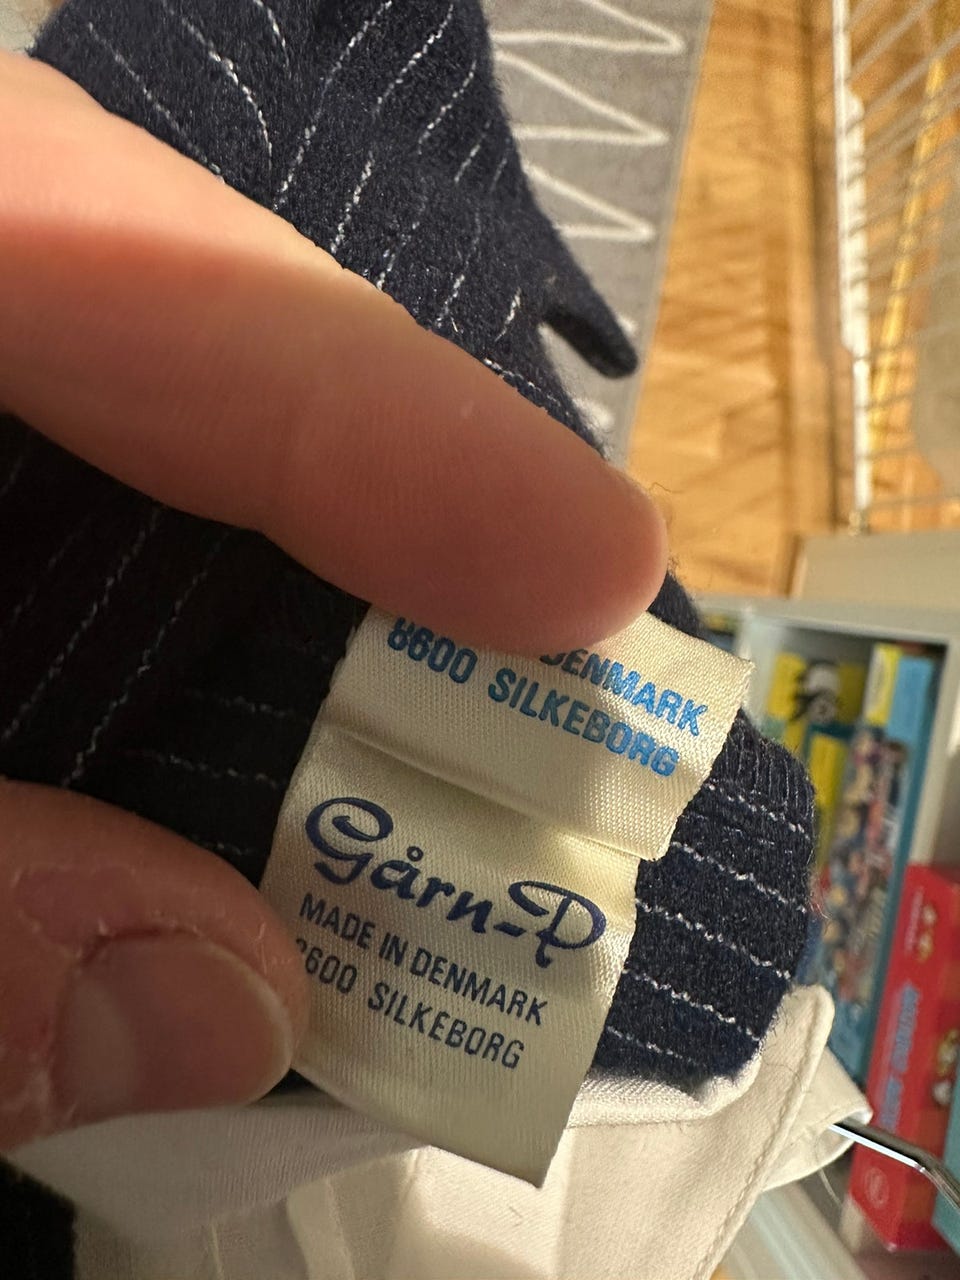 DENMARK
8600 SILKEBORG
Gårn-P
MADE IN DENMARK
8600 SILKEBORG